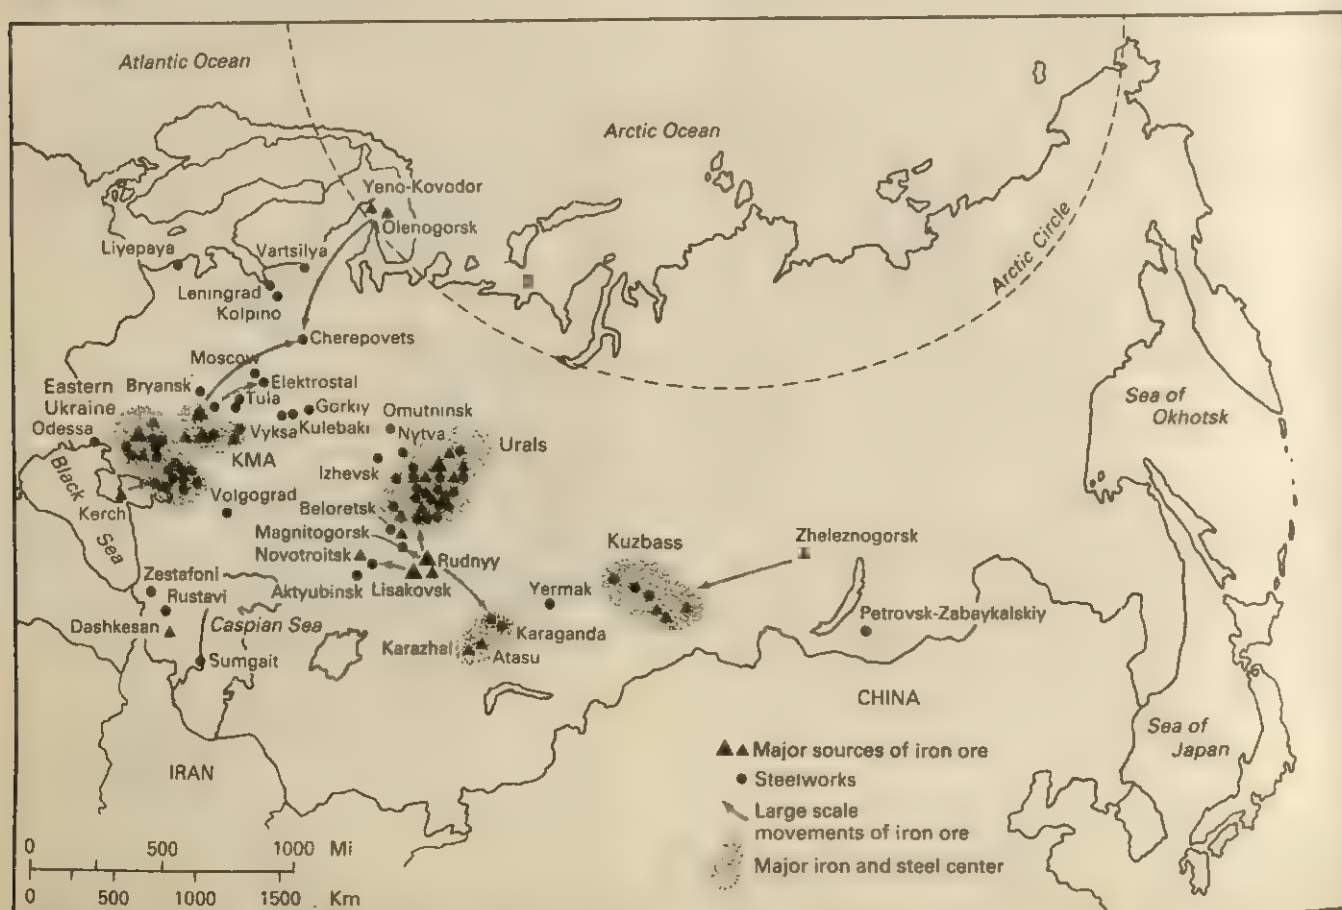 Atlantic Ocean
Arctic Ocean
Yeno-Kovodor
Olenogorsk
Liyepaya
Vartsilya
Leningrad
Kolpino
Arctic Circle
Cherepovets
Moscow
Eastern
Ukraine
Bryansk
Elektrostal
Tula
Gorkiy
Omutninsk
Odessa
Vyksa
Kulebaki
Nytva
Urals
KMA
Izhevsk
Sea of
Okhotsk
Black
Sea
Kerch
Volgograd
Beloretsk
Magnitogorsk
Novotroitsk
Rudnyy
Kuzbass
Zheleznogorsk
Zestafoni
Rustavi
Aktyubinsk
Lisakovsk
Yermak
Dashkesan
Caspian Sea
Karaganda
Petrovsk-Zabaykalskiy
Karazhal
Atasu
Sumgait
CHINA
IRAN
Sea of
Japan
Major sources of iron ore
Steelworks
Large scale
movements of iron ore
Major iron and steel center
0 500 1000 Mi
0 500 1000 1500 Km